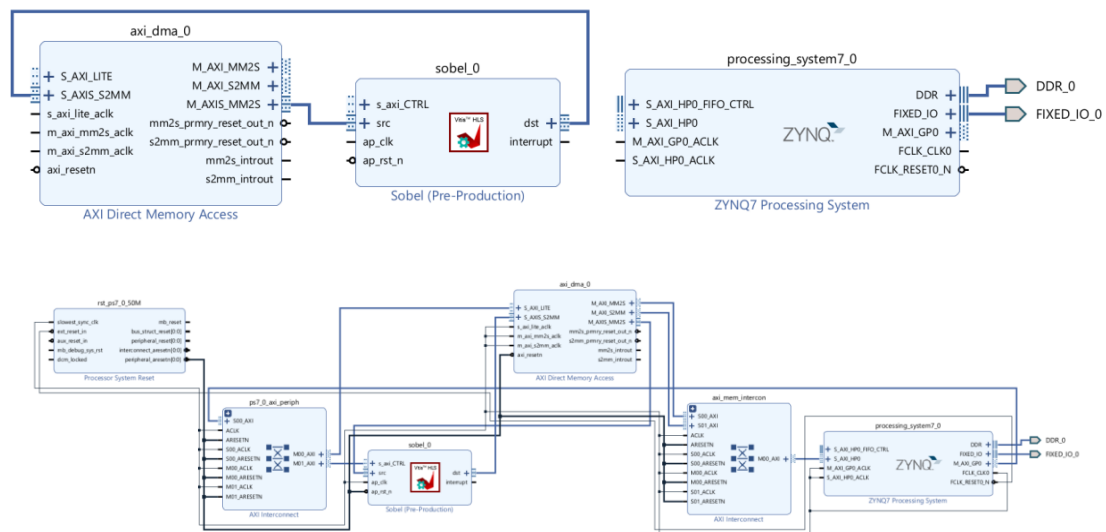 axi_dma_0
S_AXI_LITE
S_AXIS_S2MM
s_axi_lite_aclk
m_axi_mm2s_aclk
m_axi_s2mm_aclk
axi_resetn
M_AXI_MM2S
M_AXI_S2MM
M_AXIS_MM2S
mm2s_prmry_reset_out_n
s2mm_prmry_reset_out_n
mm2s_introut
s2mm_introut
AXI Direct Memory Access
sobel_0
s_axi_CTRL
src
ap_clk
ap_rst_n
Vitis™ HLS
dst
interrupt
Sobel (Pre-Production)
processing_system7_0
S_AXI_HP0_FIFO_CTRL
S_AXI_HP0
M_AXI_GP0_ACLK
S_AXI_HP0_ACLK
ZYNQ
DDR
FIXED_IO
M_AXI_GP0
FCLK_CLK0
FCLK_RESET0_N
ZYNQ7 Processing System
DDR_0
FIXED_IO_0
rst_ps7_0_50M
slowest_sync_clk
ext_reset_in
aux_reset_in
mb_debug_sys_rst
dcm_locked
mb_reset
bus_struct_reset[0:0]
peripheral_reset[0:0]
interconnect_aresetn[0:0]
peripheral_aresetn[0:0]
Processor System Reset
axi_dma_0
S_AXI_LITE
S_AXIS_S2MM
s_axi_lite_aclk
m_axi_mm2s_aclk
m_axi_s2mm_aclk
axi_resetn
M_AXI_MM2S
M_AXI_S2MM
M_AXIS_MM2S
mm2s_prmry_reset_out_n
s2mm_prmry_reset_out_n
mm2s_introut
s2mm_introut
AXI Direct Memory Access
ps7_0_axi_periph
S00_AXI
ACLK
ARESETN
S00_ACLK
S00_ARESETN
M00_ACLK
M00_ARESETN
M01_ACLK
M01_ARESETN
M00_AXI
M01_AXI
AXI Interconnect
sobel_0
s_axi_CTRL
src
ap_clk
ap_rst_n
Vitis™ HLS
dst
interrupt
Sobel (Pre-Production)
axi_mem_intercon
S00_AXI
S01_AXI
ACLK
ARESETN
S00_ACLK
S00_ARESETN
M00_ACLK
M00_ARESETN
S01_ACLK
S01_ARESETN
M00_AXI
AXI Interconnect
processing_system7_0
S_AXI_HP0_FIFO_CTRL
S_AXI_HP0
M_AXI_GP0_ACLK
S_AXI_HP0_ACLK
ZYNQ
DDR
FIXED_IO
M_AXI_GP0
FCLK_CLK0
FCLK_RESET0_N
ZYNQ7 Processing System
DDR_0
FIXED_IO_0